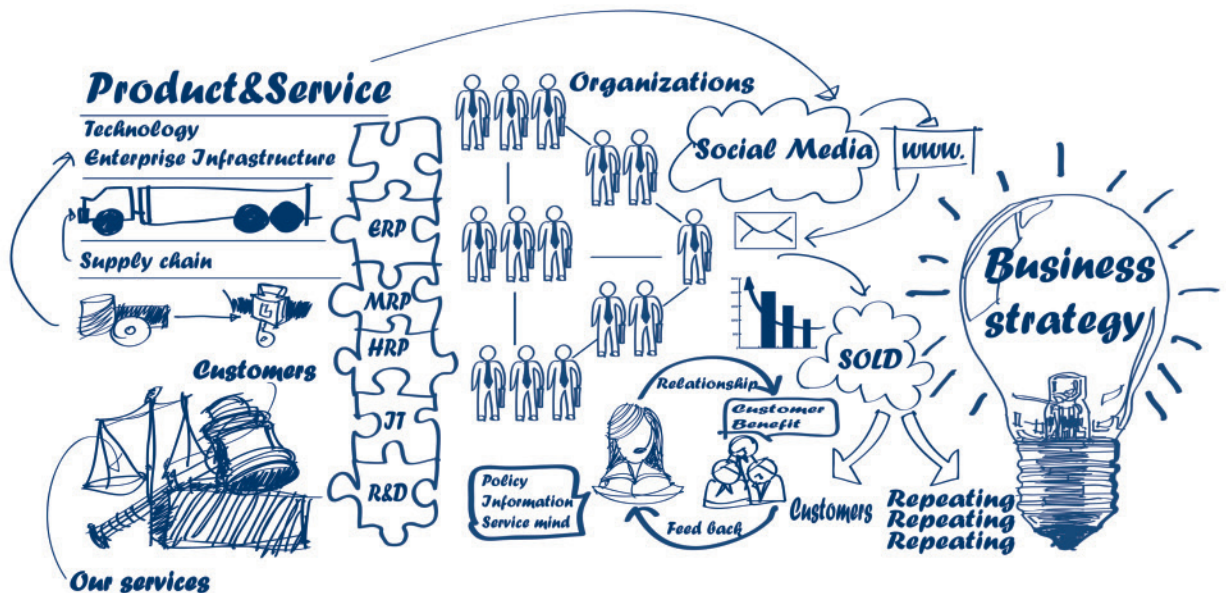 Product&Service
Technology
Enterprise Infrastructure
Supply chain
Customers
Our services
ERP
MRP
HRP
IT
R&D
Organizations
Social Media
www.
SOLD
Relationship
Customer
Benefit
Policy
Information
Service mind
Feed back
Customers
Repeating
Repeating
Repeating
Business
strategy